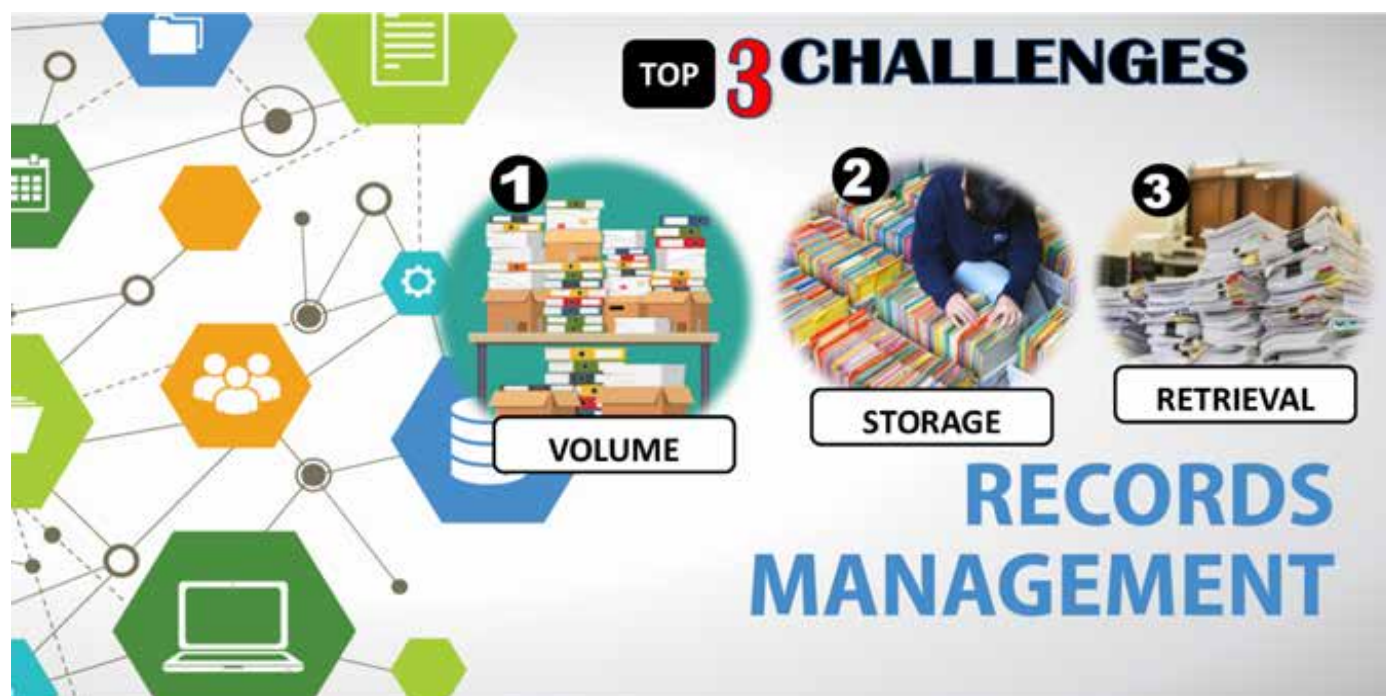 TOP 3 CHALLENGES
1
2
3
VOLUME
STORAGE
RETRIEVAL
RECORDS
MANAGEMENT